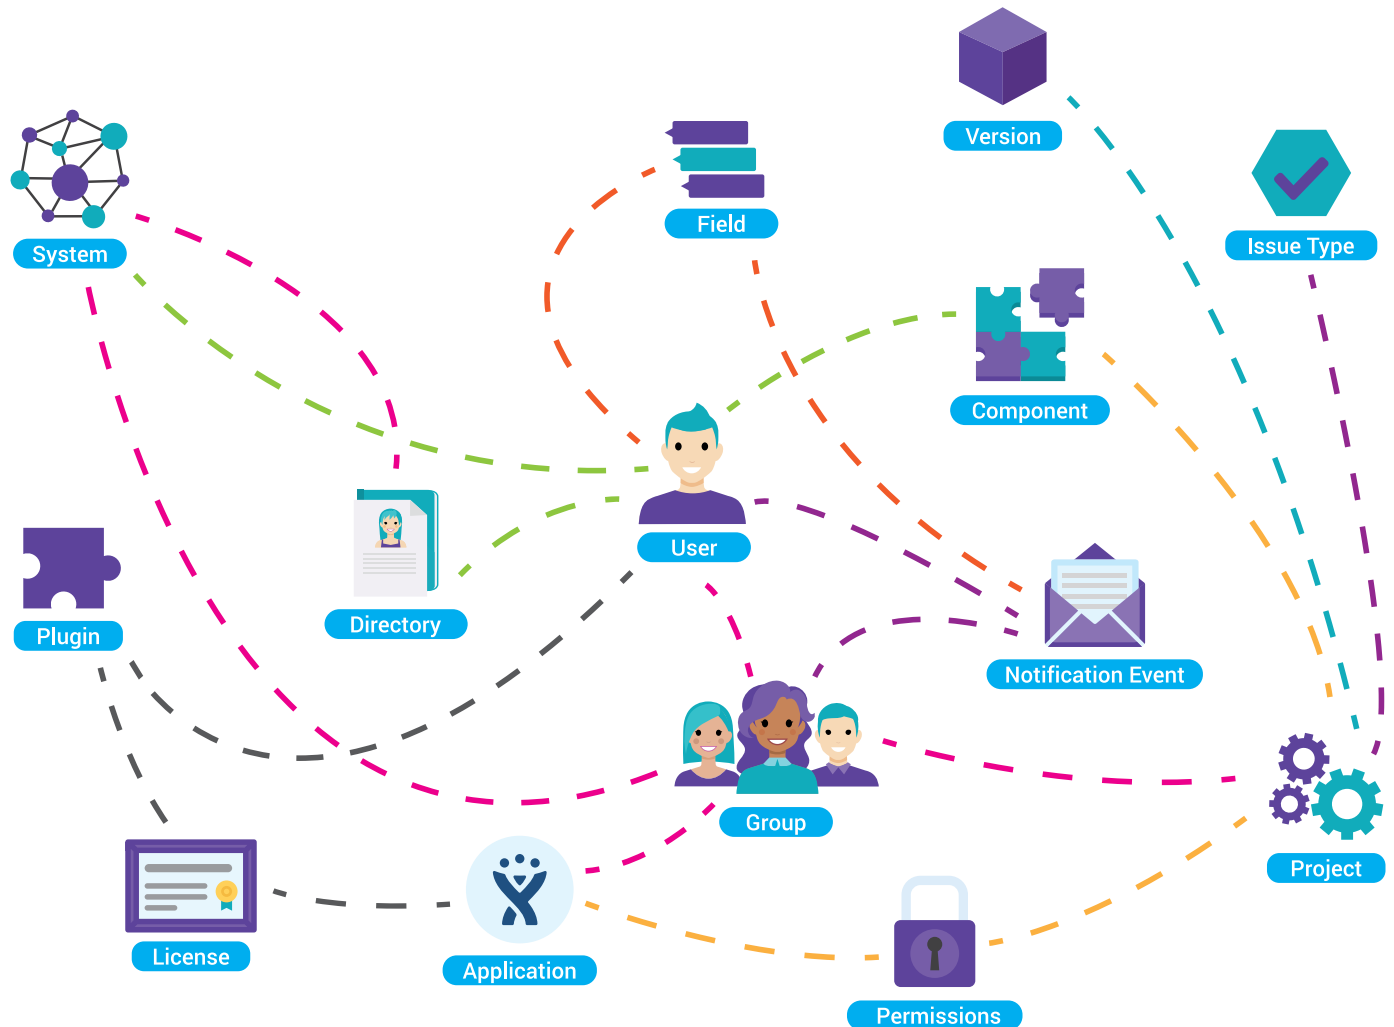 Version
Field
Issue Type
System
Component
User
Directory
Plugin
Notification Event
Group
Project
License
Application
Permissions